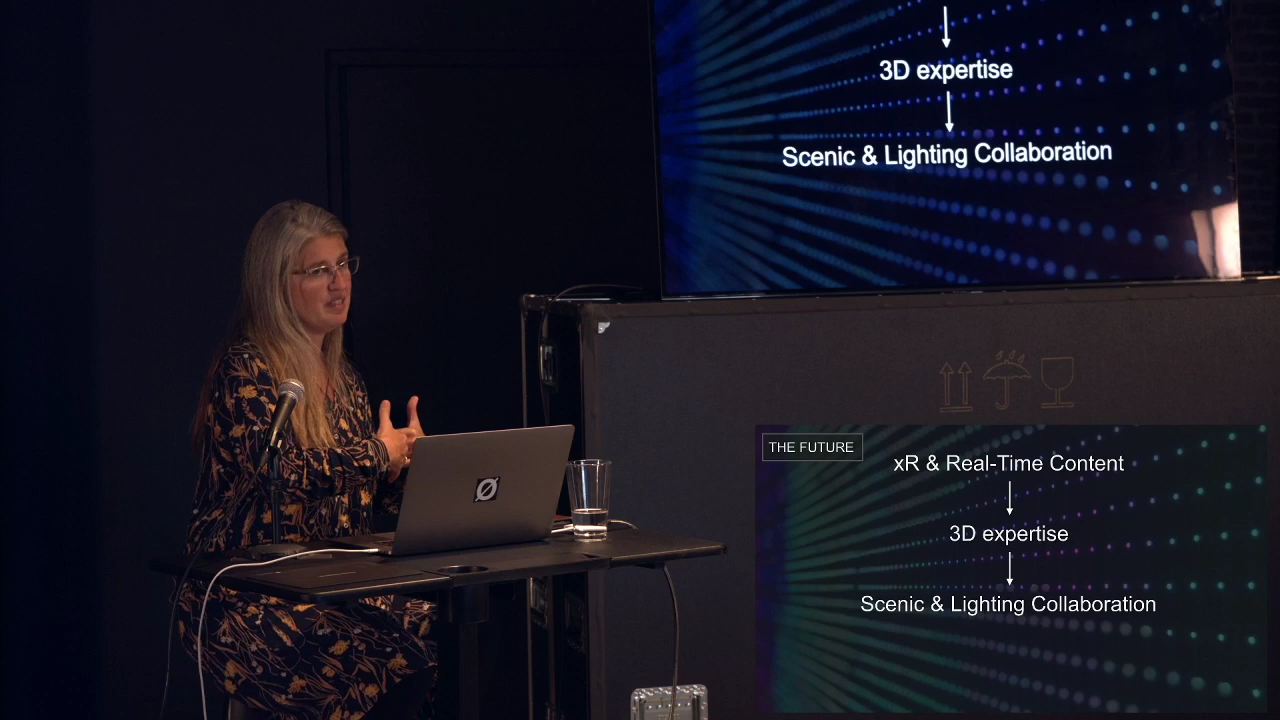 3D expertise
Scenic & Lighting Collaboration
THE FUTURE
xR & Real-Time Content
3D expertise
Scenic & Lighting Collaboration